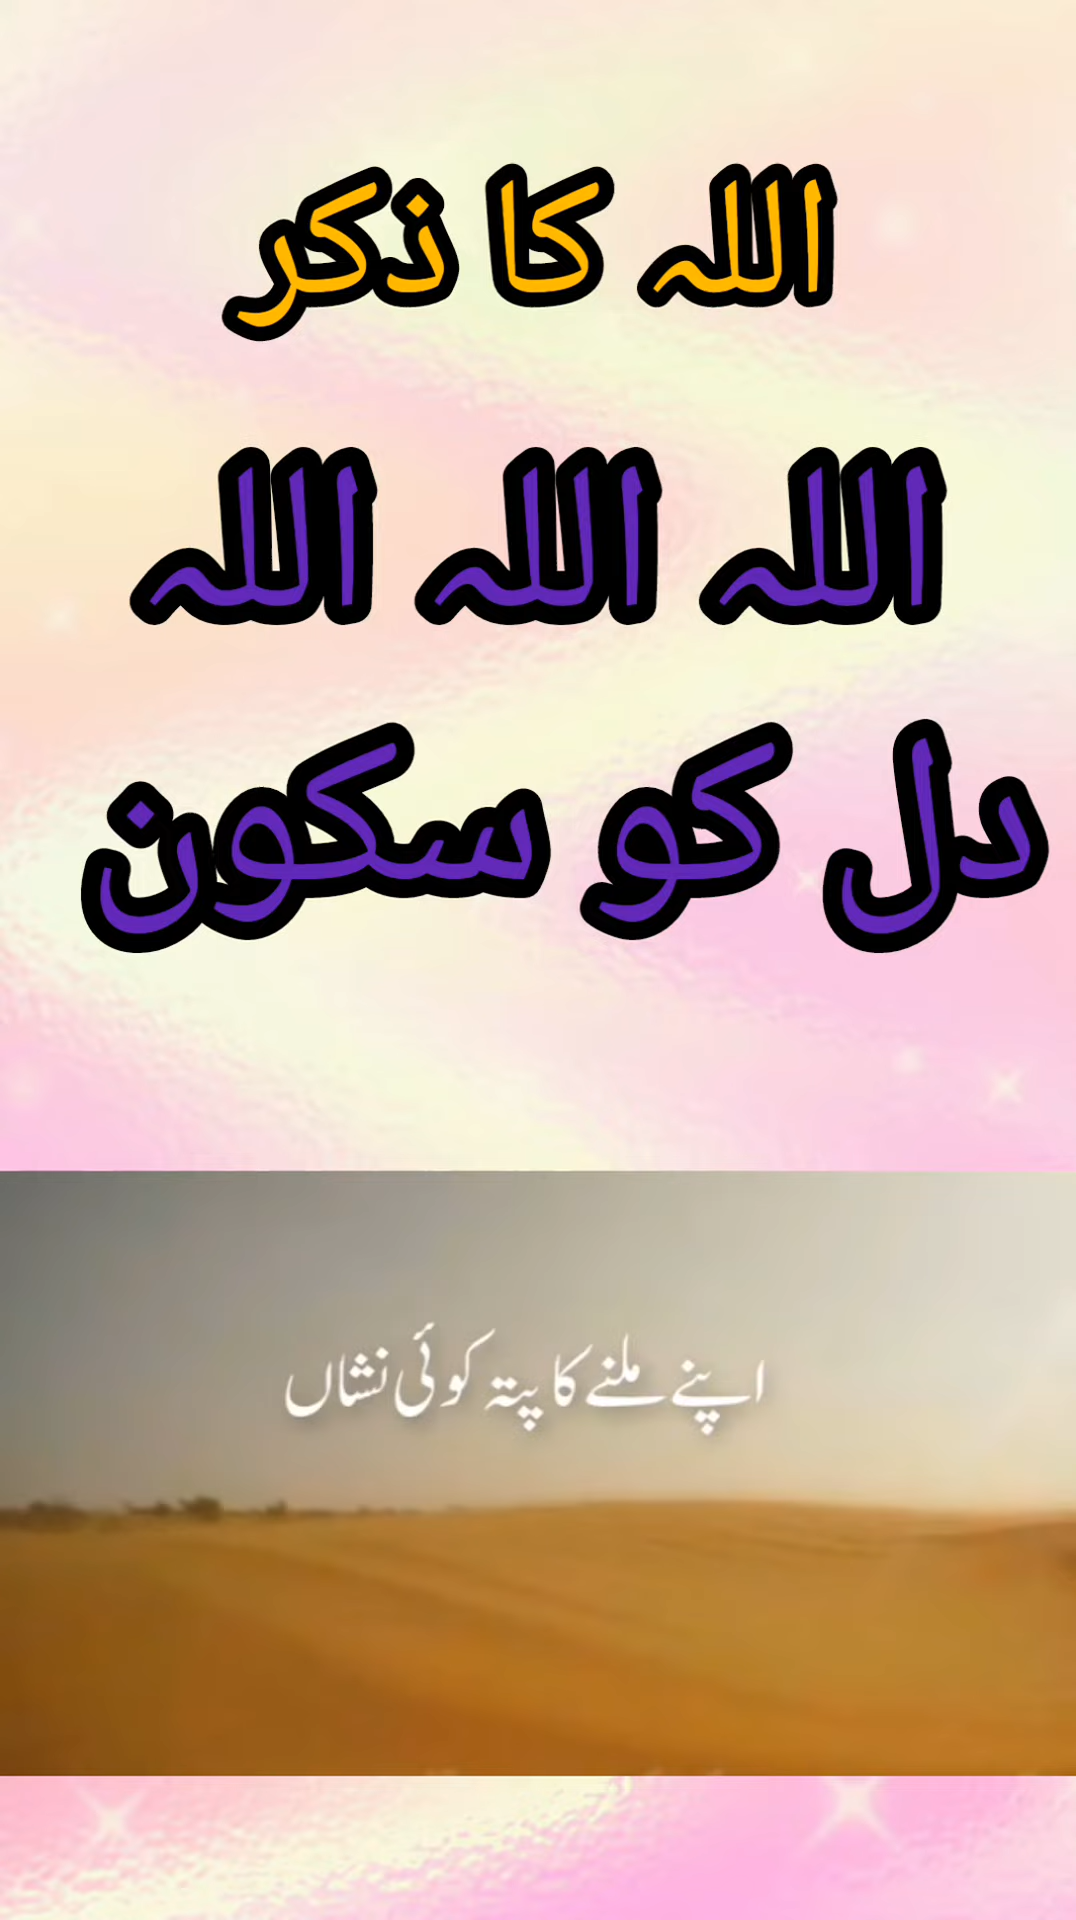 اللہ کا ذکر
اللہ اللہ اللہ
دل کو سکون
اپنے ملنے کا پتہ کوئی نشاں